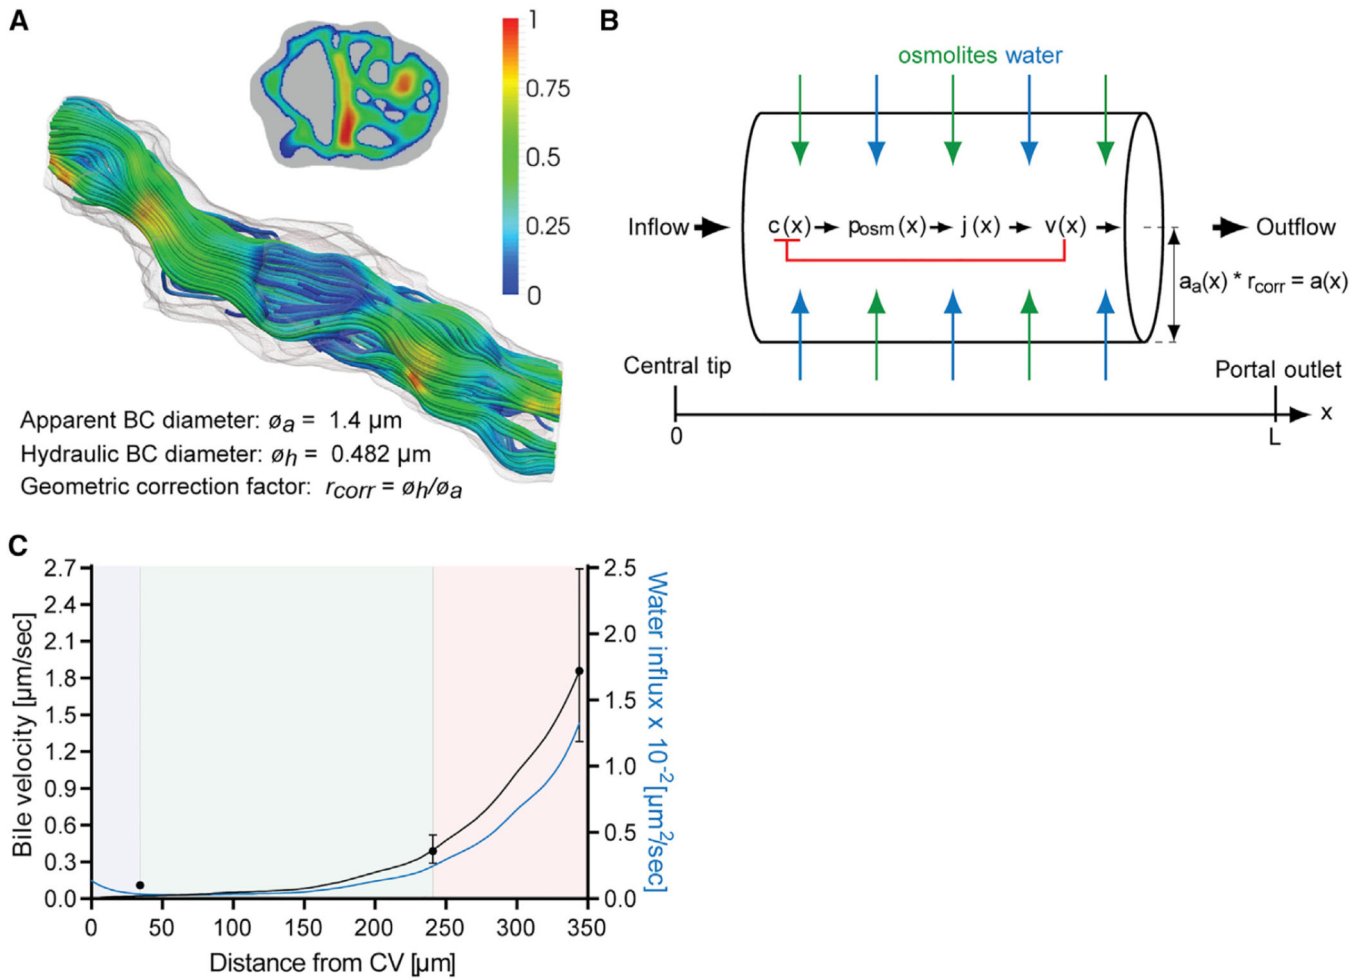 A
1
0.75
0.5
0.25
0
Apparent BC diameter: øa = 1.4 µm
Hydraulic BC diameter: øh = 0.482 µm
Geometric correction factor: rcorr = øh/øa
B
osmolites water
Inflow
c(x)
posm(x)
j(x)
v(x)
Outflow
aa(x) * rcorr = a(x)
Central tip
Portal outlet
0
L
x
C
Bile velocity [µm/sec]
2.7
2.4
2.1
1.8
1.5
1.2
0.9
0.6
0.3
0.0
2.5
2.0
1.5
1.0
0.5
0.0
Water influx x 10-2 [µm2/sec]
0 50 100 150 200 250 300 350
Distance from CV [µm]